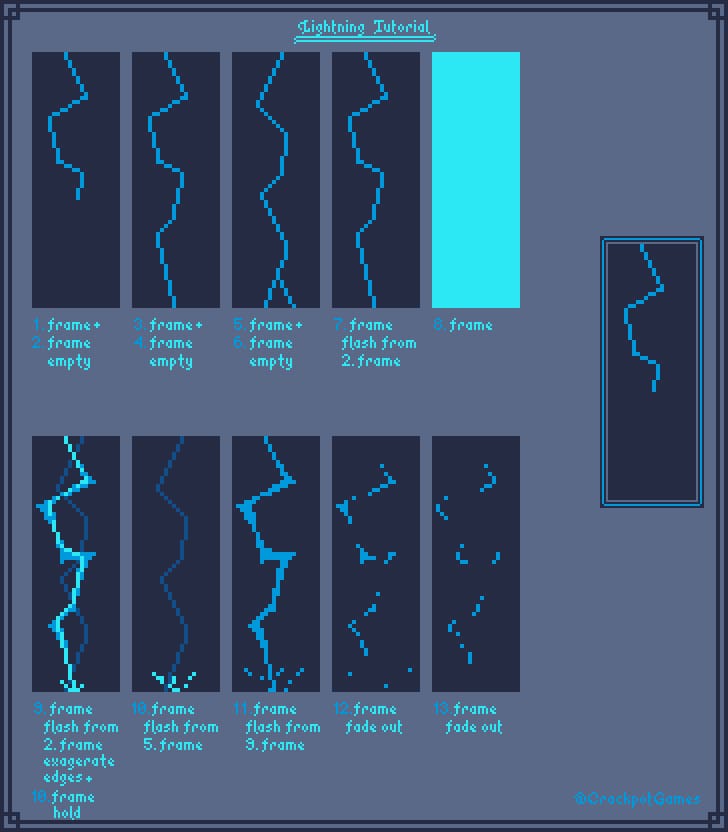 Lightning Tutorial
1. frame+
2 frame
empty
3. frame+
4 frame
empty
5. frame+
6. frame
empty
7. frame
flash from
2. frame
8. frame
9. frame
flash from
2. frame
exagerate
edges+
10. frame
hold
10. frame
flash from
5. frame
11. frame
flash from
9. frame
12 frame
fade out
13 frame
fade out
@CrackpotGames